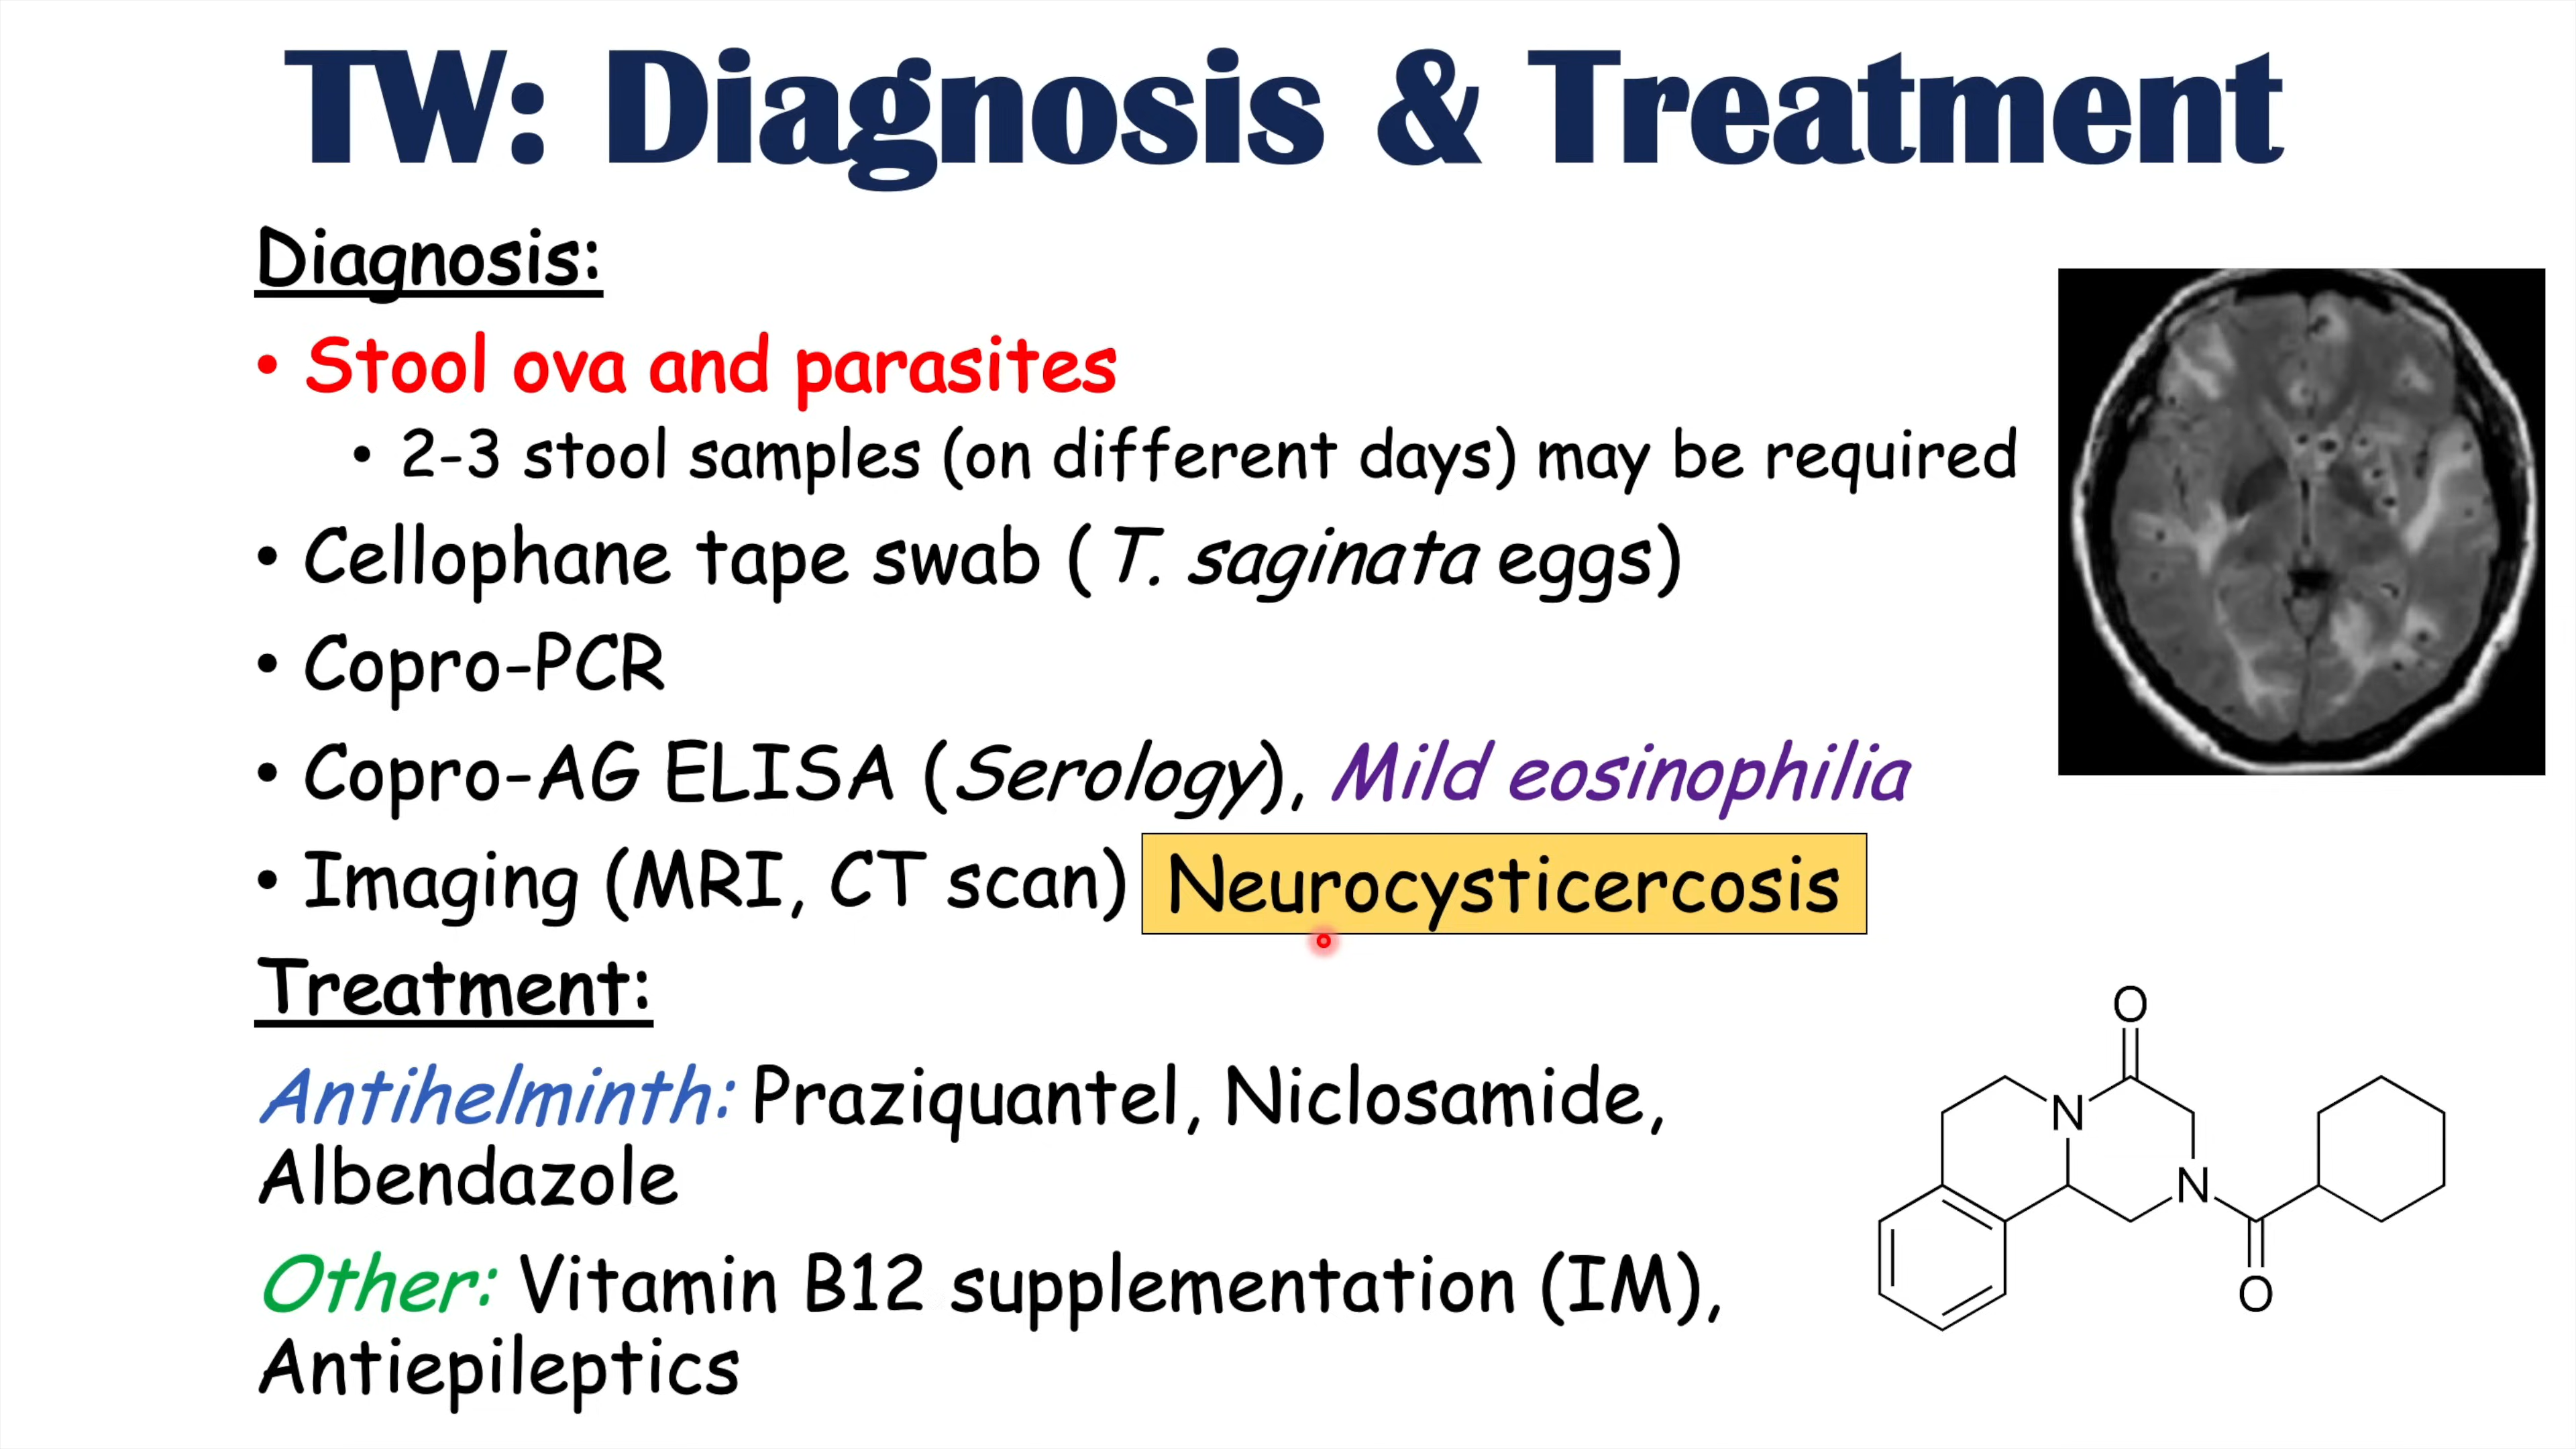 TW: Diagnosis & Treatment
Diagnosis:
• Stool ova and parasites
• 2-3 stool samples (on different days) may be required
• Cellophane tape swab (T. saginata eggs)
• Copro-PCR
• Copro-AG ELISA (Serology), Mild eosinophilia
• Imaging (MRI, CT scan) Neurocysticercosis
Treatment:
Antihelminth: Praziquantel, Niclosamide,
Albendazole
Other: Vitamin B12 supplementation (IM),
Antiepileptics
O
N
N
O